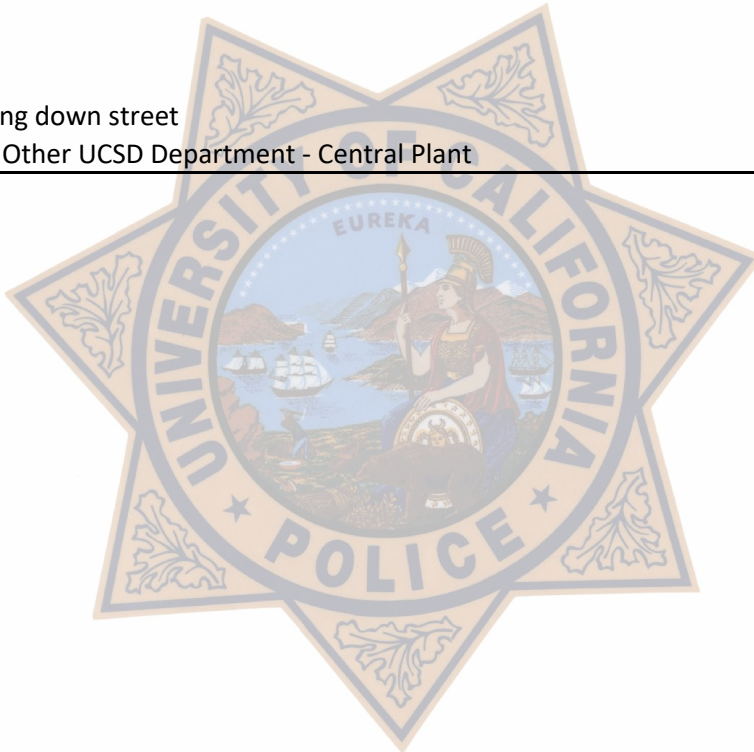 ng down street
Other UCSD Department - Central Plant
UNIVERSITY OF CALIFORNIA
EUREKA
POLICE